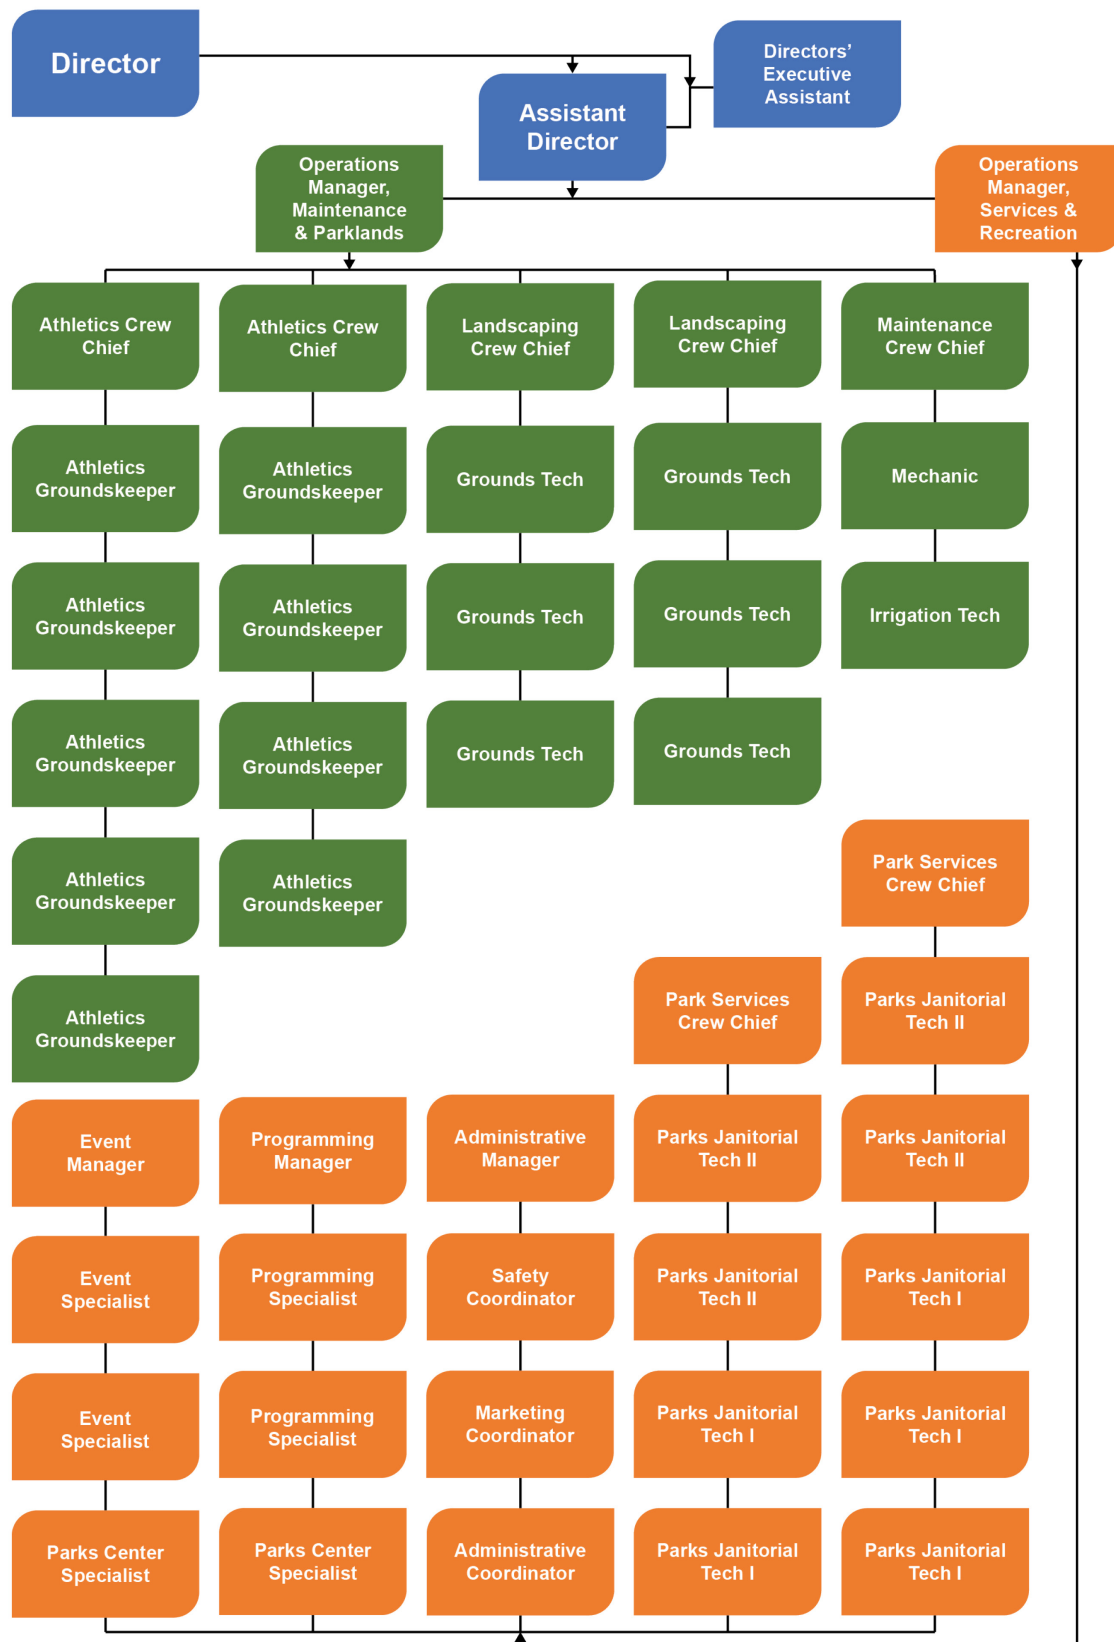 Director
Directors’
Executive
Assistant
Assistant
Director
Operations
Manager,
Maintenance
& Parklands
Operations
Manager,
Services &
Recreation
Athletics Crew
Chief
Athletics Crew
Chief
Landscaping
Crew Chief
Landscaping
Crew Chief
Maintenance
Crew Chief
Athletics
Groundskeeper
Athletics
Groundskeeper
Grounds Tech
Grounds Tech
Mechanic
Athletics
Groundskeeper
Athletics
Groundskeeper
Grounds Tech
Grounds Tech
Irrigation Tech
Athletics
Groundskeeper
Athletics
Groundskeeper
Grounds Tech
Grounds Tech
Athletics
Groundskeeper
Athletics
Groundskeeper
Park Services
Crew Chief
Athletics
Groundskeeper
Park Services
Crew Chief
Parks Janitorial
Tech II
Event
Manager
Programming
Manager
Administrative
Manager
Parks Janitorial
Tech II
Parks Janitorial
Tech II
Event
Specialist
Programming
Specialist
Safety
Coordinator
Parks Janitorial
Tech II
Parks Janitorial
Tech I
Event
Specialist
Programming
Specialist
Marketing
Coordinator
Parks Janitorial
Tech I
Parks Janitorial
Tech I
Parks Center
Specialist
Parks Center
Specialist
Administrative
Coordinator
Parks Janitorial
Tech I
Parks Janitorial
Tech I